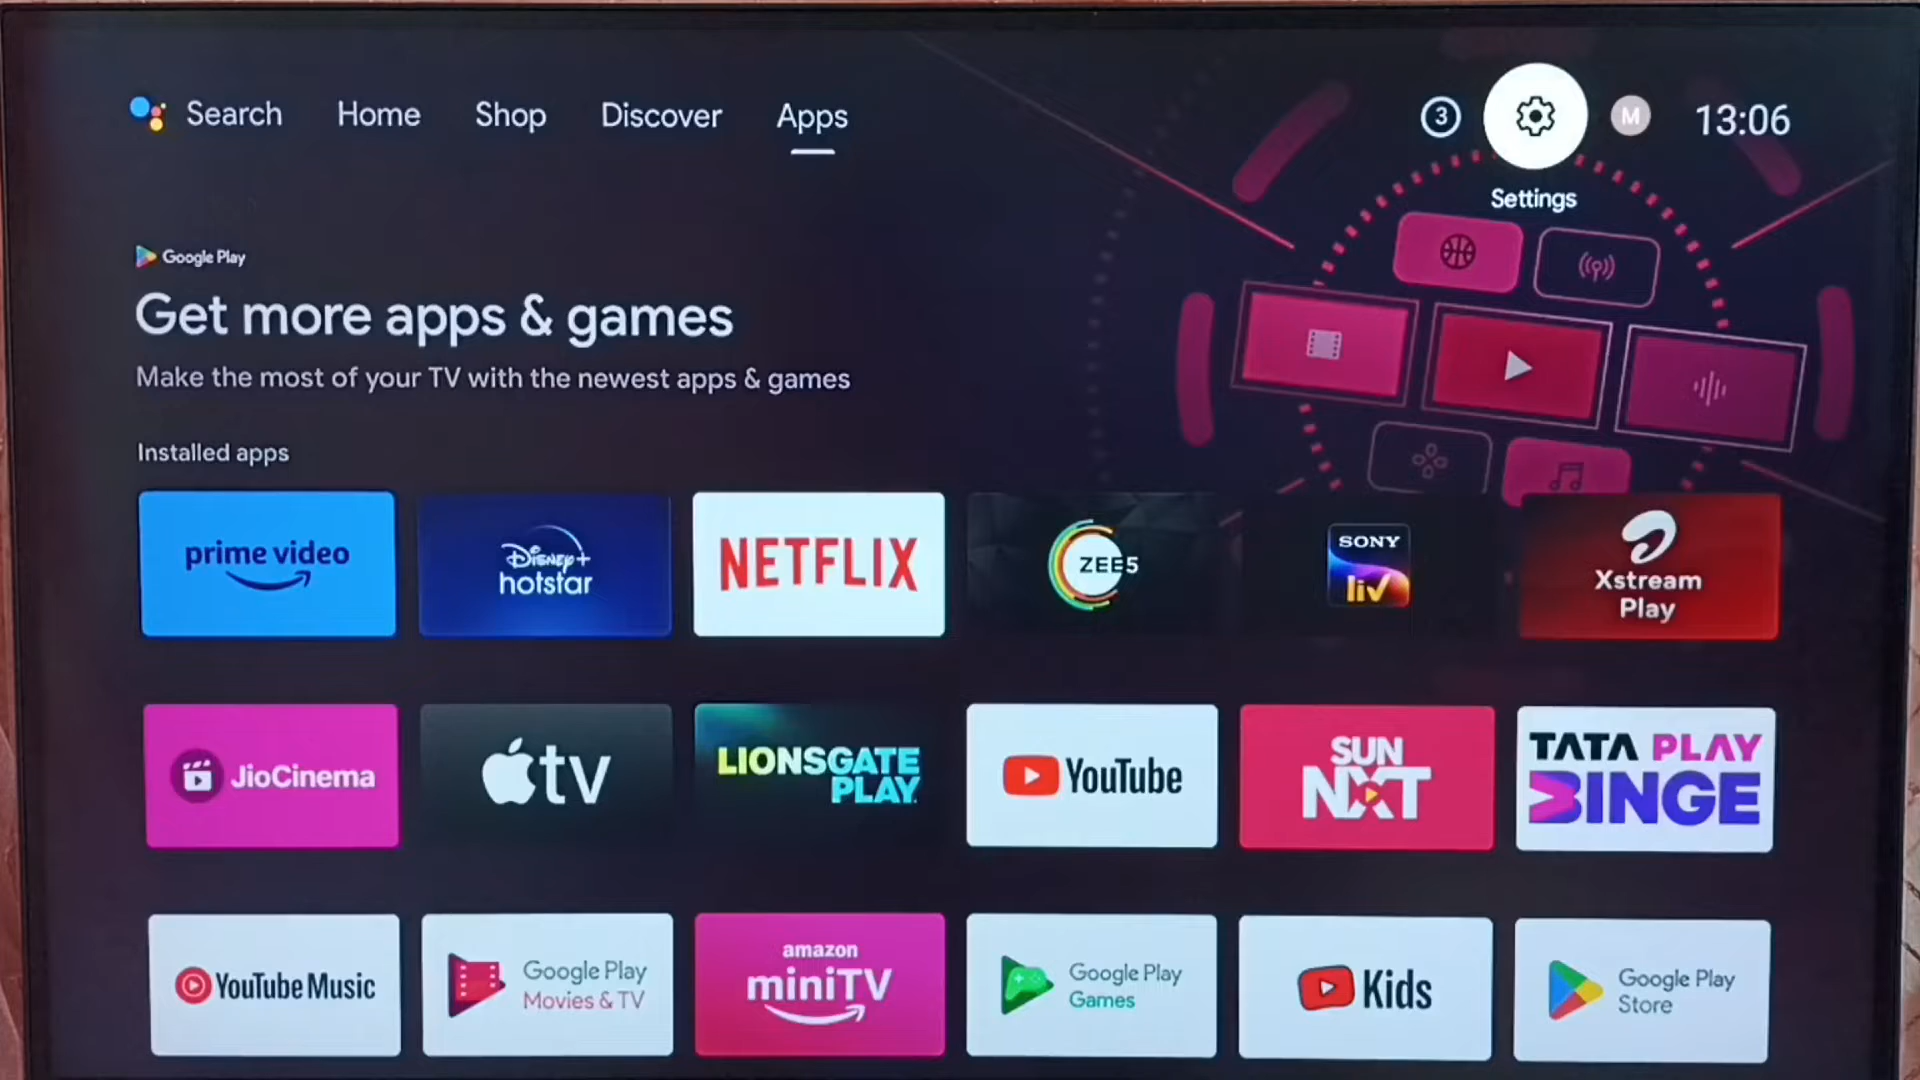 Search Home Shop Discover Apps
3
M
13:06
Settings
Google Play
Get more apps & games
Make the most of your TV with the newest apps & games
Installed apps
prime video
Disney+
hotstar
NETFLIX
ZEE5
SONY
liv
Xstream
Play
JioCinema
tv
LIONSGATE
PLAY
YouTube
SUN
NXT
TATA PLAY
BINGE
YouTube Music
Google Play
Movies & TV
amazon
miniTV
Google Play
Games
Kids
Google Play
Store